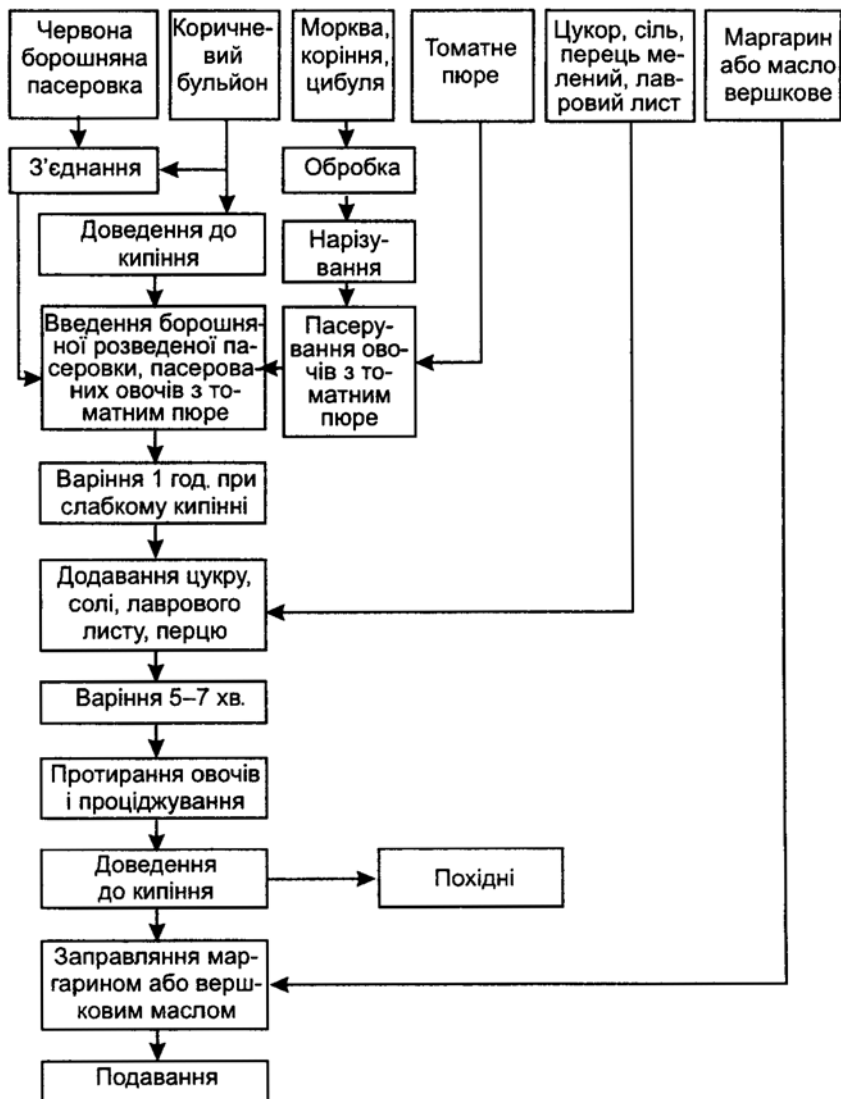 Червона
борошняна
пасеровка
Коричне-
вий
бульйон
Морква,
коріння,
цибуля
Томатне
пюре
Цукор, сіль,
перець ме-
лений, лав-
ровий лист
Маргарин
або масло
вершкове
З’єднання
Обробка
Доведення до
кипіння
Нарізу-
вання
Введення борошня-
ної розведеної па-
серовки, пасерова-
них овочів з то-
матним пюре
Пасеру-
вання ово-
чів з то-
матним
пюре
Варіння 1 год. при
слабкому кипінні
Додавання цукру,
солі, лаврового
листу, перцю
Варіння 5–7 хв.
Протирання овочів
і проціджування
Доведення
до кипіння
Похідні
Заправляння мар-
гарином або верш-
ковим маслом
Подавання